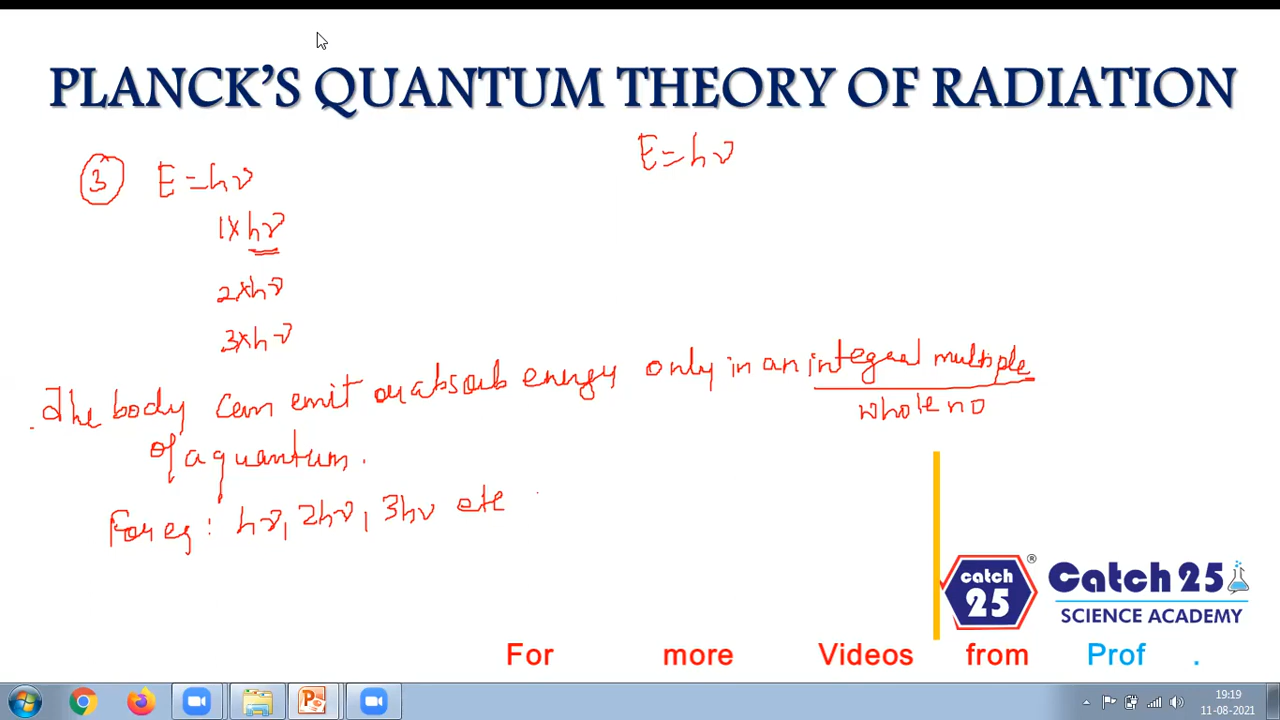 PLANCK'S QUANTUM THEORY OF RADIATION
E=hν
3 E=hν
1×hν
2×hν
3×hν
The body can emit or absorb energy only in an integral multiple
whole no
of a quantum.
For eg: hν, 2hν, 3hν etc
catch
25
®
Catch 25
SCIENCE ACADEMY
For more Videos from Prof .
19:19
11-08-2021